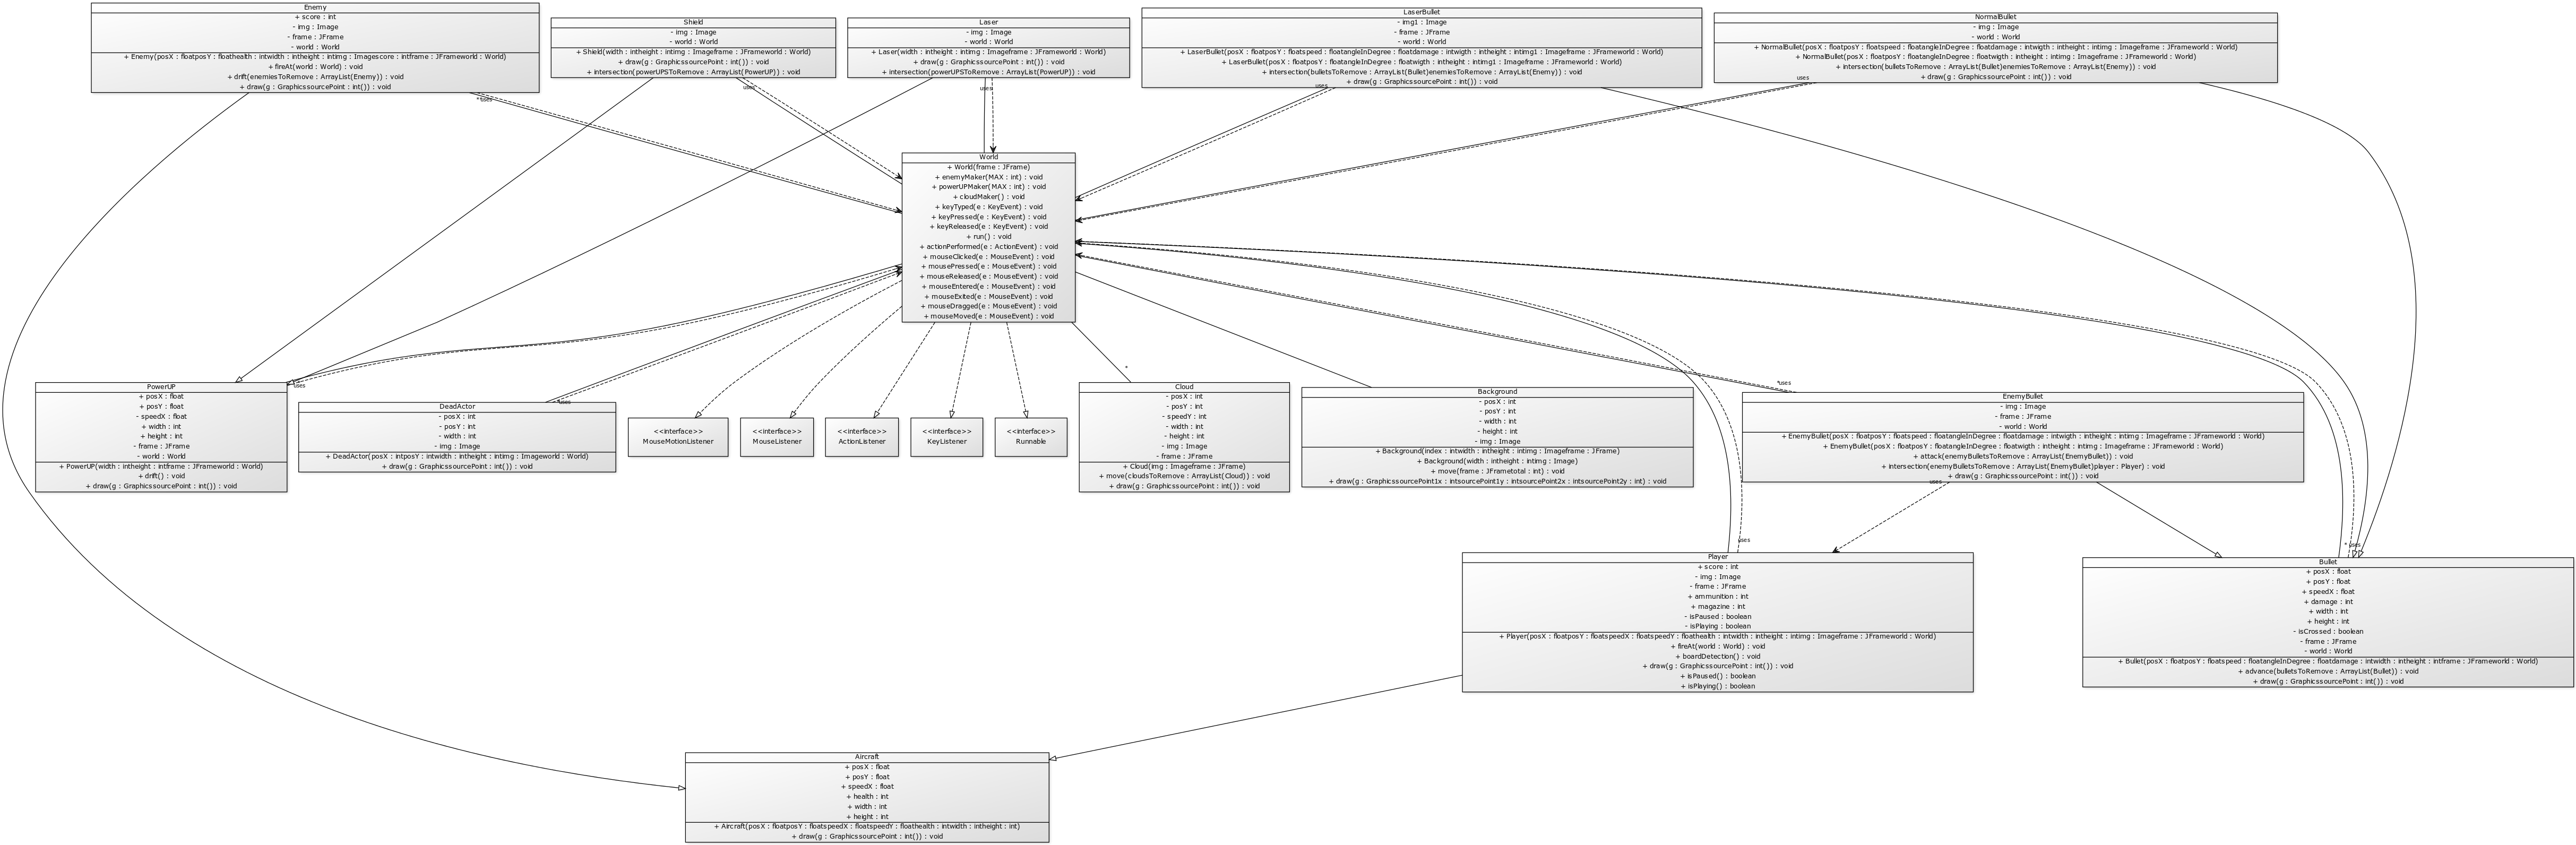 Enemy
+ score : int
- img : Image
- frame : JFrame
- world : World
+ Enemy(posX : floatposY : floathealth : intwidth : intheight : intimg : Imagescore : intframe : JFrameworld : World)
+ fireAt(world : World) : void
+ drift(enemiesToRemove : ArrayList(Enemy)) : void
+ draw(g : GraphicssourcePoint : int()) : void
Shield
- img : Image
- world : World
+ Shield(width : intheight : intimg : Imageframe : JFrameworld : World)
+ draw(g : GraphicssourcePoint : int()) : void
+ intersection(powerUPSToRemove : ArrayList(PowerUP)) : void
Laser
- img : Image
- world : World
+ Laser(width : intheight : intimg : Imageframe : JFrameworld : World)
+ draw(g : GraphicssourcePoint : int()) : void
+ intersection(powerUPSToRemove : ArrayList(PowerUP)) : void
LaserBullet
- img1 : Image
- frame : JFrame
- world : World
+ LaserBullet(posX : floatposY : floatspeed : floatangleInDegree : floatdamage : intwigth : intheight : intimg1 : Imageframe : JFrameworld : World)
+ LaserBullet(posX : floatposY : floatangleInDegree : floatwigth : intheight : intimg1 : Imageframe : JFrameworld : World)
+ intersection(bulletsToRemove : ArrayList(Bullet)enemiesToRemove : ArrayList(Enemy)) : void
+ draw(g : GraphicssourcePoint : int()) : void
NormalBullet
- img : Image
- world : World
+ NormalBullet(posX : floatposY : floatspeed : floatangleInDegree : floatdamage : intwigth : intheight : intimg : Imageframe : JFrameworld : World)
+ NormalBullet(posX : floatposY : floatangleInDegree : floatwigth : intheight : intimg : Imageframe : JFrameworld : World)
+ intersection(bulletsToRemove : ArrayList(Bullet)enemiesToRemove : ArrayList(Enemy)) : void
+ draw(g : GraphicssourcePoint : int()) : void
* uses
uses
uses
uses
uses
World
+ World(frame : JFrame)
+ enemyMaker(MAX : int) : void
+ powerUPMaker(MAX : int) : void
+ cloudMaker() : void
+ keyTyped(e : KeyEvent) : void
+ keyPressed(e : KeyEvent) : void
+ keyReleased(e : KeyEvent) : void
+ run() : void
+ actionPerformed(e : ActionEvent) : void
+ mouseClicked(e : MouseEvent) : void
+ mousePressed(e : MouseEvent) : void
+ mouseReleased(e : MouseEvent) : void
+ mouseEntered(e : MouseEvent) : void
+ mouseExited(e : MouseEvent) : void
+ mouseDragged(e : MouseEvent) : void
+ mouseMoved(e : MouseEvent) : void
PowerUP
+ posX : float
+ posY : float
- speedX : float
+ width : int
+ height : int
- frame : JFrame
- world : World
+ PowerUP(width : intheight : intframe : JFrameworld : World)
+ drift() : void
+ draw(g : GraphicssourcePoint : int()) : void
* uses
DeadActor
- posX : int
- posY : int
- width : int
- img : Image
+ DeadActor(posX : intposY : intwidth : intheight : intimg : Imageworld : World)
+ draw(g : GraphicssourcePoint : int()) : void
*uses
<<interface>>
MouseMotionListener
<<interface>>
MouseListener
<<interface>>
ActionListener
<<interface>>
KeyListener
<<interface>>
Runnable
*
Cloud
- posX : int
- posY : int
- speedY : int
- width : int
- height : int
- img : Image
- frame : JFrame
+ Cloud(img : Imageframe : JFrame)
+ move(cloudsToRemove : ArrayList(Cloud)) : void
+ draw(g : GraphicssourcePoint : int()) : void
Background
- posX : int
- posY : int
- width : int
- height : int
- img : Image
+ Background(index : intwidth : intheight : intimg : Imageframe : JFrame)
+ Background(width : intheight : intimg : Image)
+ move(frame : JFrametotal : int) : void
+ draw(g : GraphicssourcePoint1x : intsourcePoint1y : intsourcePoint2x : intsourcePoint2y : int) : void
*uses
EnemyBullet
- img : Image
- frame : JFrame
- world : World
+ EnemyBullet(posX : floatposY : floatspeed : floatangleInDegree : floatdamage : intwigth : intheight : intimg : Imageframe : JFrameworld : World)
+ EnemyBullet(posX : floatposY : floatangleInDegree : floatwigth : intheight : intimg : Imageframe : JFrameworld : World)
+ attack(enemyBulletsToRemove : ArrayList(EnemyBullet)) : void
+ intersection(enemyBulletsToRemove : ArrayList(EnemyBullet)player : Player) : void
+ draw(g : GraphicssourcePoint : int()) : void
uses
uses
Player
+ score : int
- img : Image
- frame : JFrame
+ ammunition : int
+ magazine : int
- isPaused : boolean
- isPlaying : boolean
+ Player(posX : floatposY : floatspeedX : floatspeedY : floathealth : intwidth : intheight : intimg : Imageframe : JFrameworld : World)
+ fireAt(world : World) : void
+ boardDetection() : void
+ draw(g : GraphicssourcePoint : int()) : void
+ isPaused() : boolean
+ isPlaying() : boolean
* uses
Bullet
+ posX : float
+ posY : float
+ speedX : float
+ damage : int
+ width : int
+ height : int
- isCrossed : boolean
- frame : JFrame
- world : World
+ Bullet(posX : floatposY : floatspeed : floatangleInDegree : floatdamage : intwidth : intheight : intframe : JFrameworld : World)
+ advance(bulletsToRemove : ArrayList(Bullet)) : void
+ draw(g : GraphicssourcePoint : int()) : void
Aircraft
+ posX : float
+ posY : float
+ speedX : float
+ health : int
+ width : int
+ height : int
+ Aircraft(posX : floatposY : floatspeedX : floatspeedY : floathealth : intwidth : intheight : int)
+ draw(g : GraphicssourcePoint : int()) : void